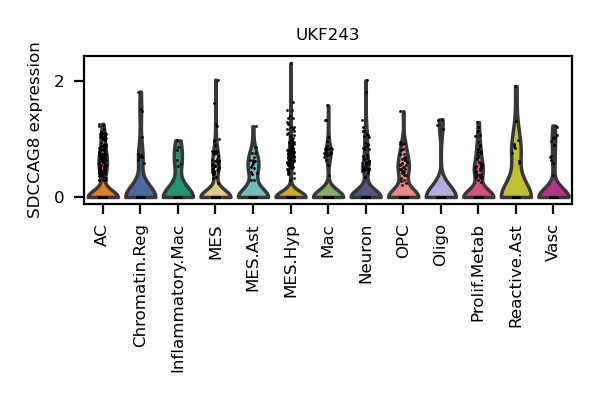 UKF243
SDCCAG8 expression
2
0
AC
Chromatin.Reg
Inflammatory.Mac
MES
MES.Ast
MES.Hyp
Mac
Neuron
OPC
Oligo
Prolif.Metab
Reactive.Ast
Vasc